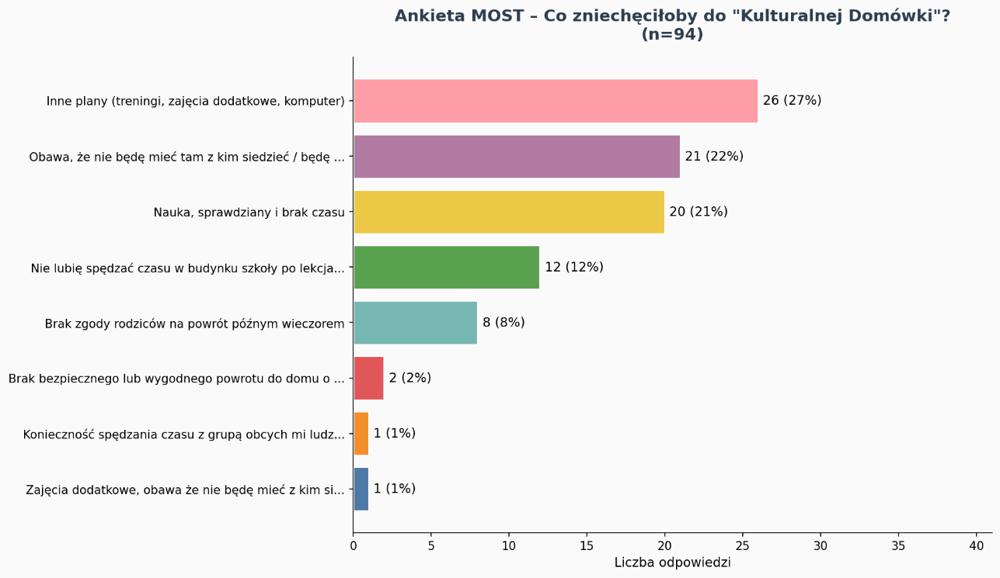 Ankieta MOST – Co zniechęciłoby do "Kulturalnej Domówki"?
(n=94)
Inne plany (treningi, zajęcia dodatkowe, komputer)
26 (27%)
Obawa, że nie będę mieć tam z kim siedzieć / będę ...
21 (22%)
Nauka, sprawdziany i brak czasu
20 (21%)
Nie lubię spędzać czasu w budynku szkoły po lekcja...
12 (12%)
Brak zgody rodziców na powrót późnym wieczorem
8 (8%)
Brak bezpiecznego lub wygodnego powrotu do domu o ...
2 (2%)
Konieczność spędzania czasu z grupą obcych mi ludz...
1 (1%)
Zajęcia dodatkowe, obawa że nie będę mieć z kim si...
1 (1%)
0 5 10 15 20 25 30 35 40
Liczba odpowiedzi